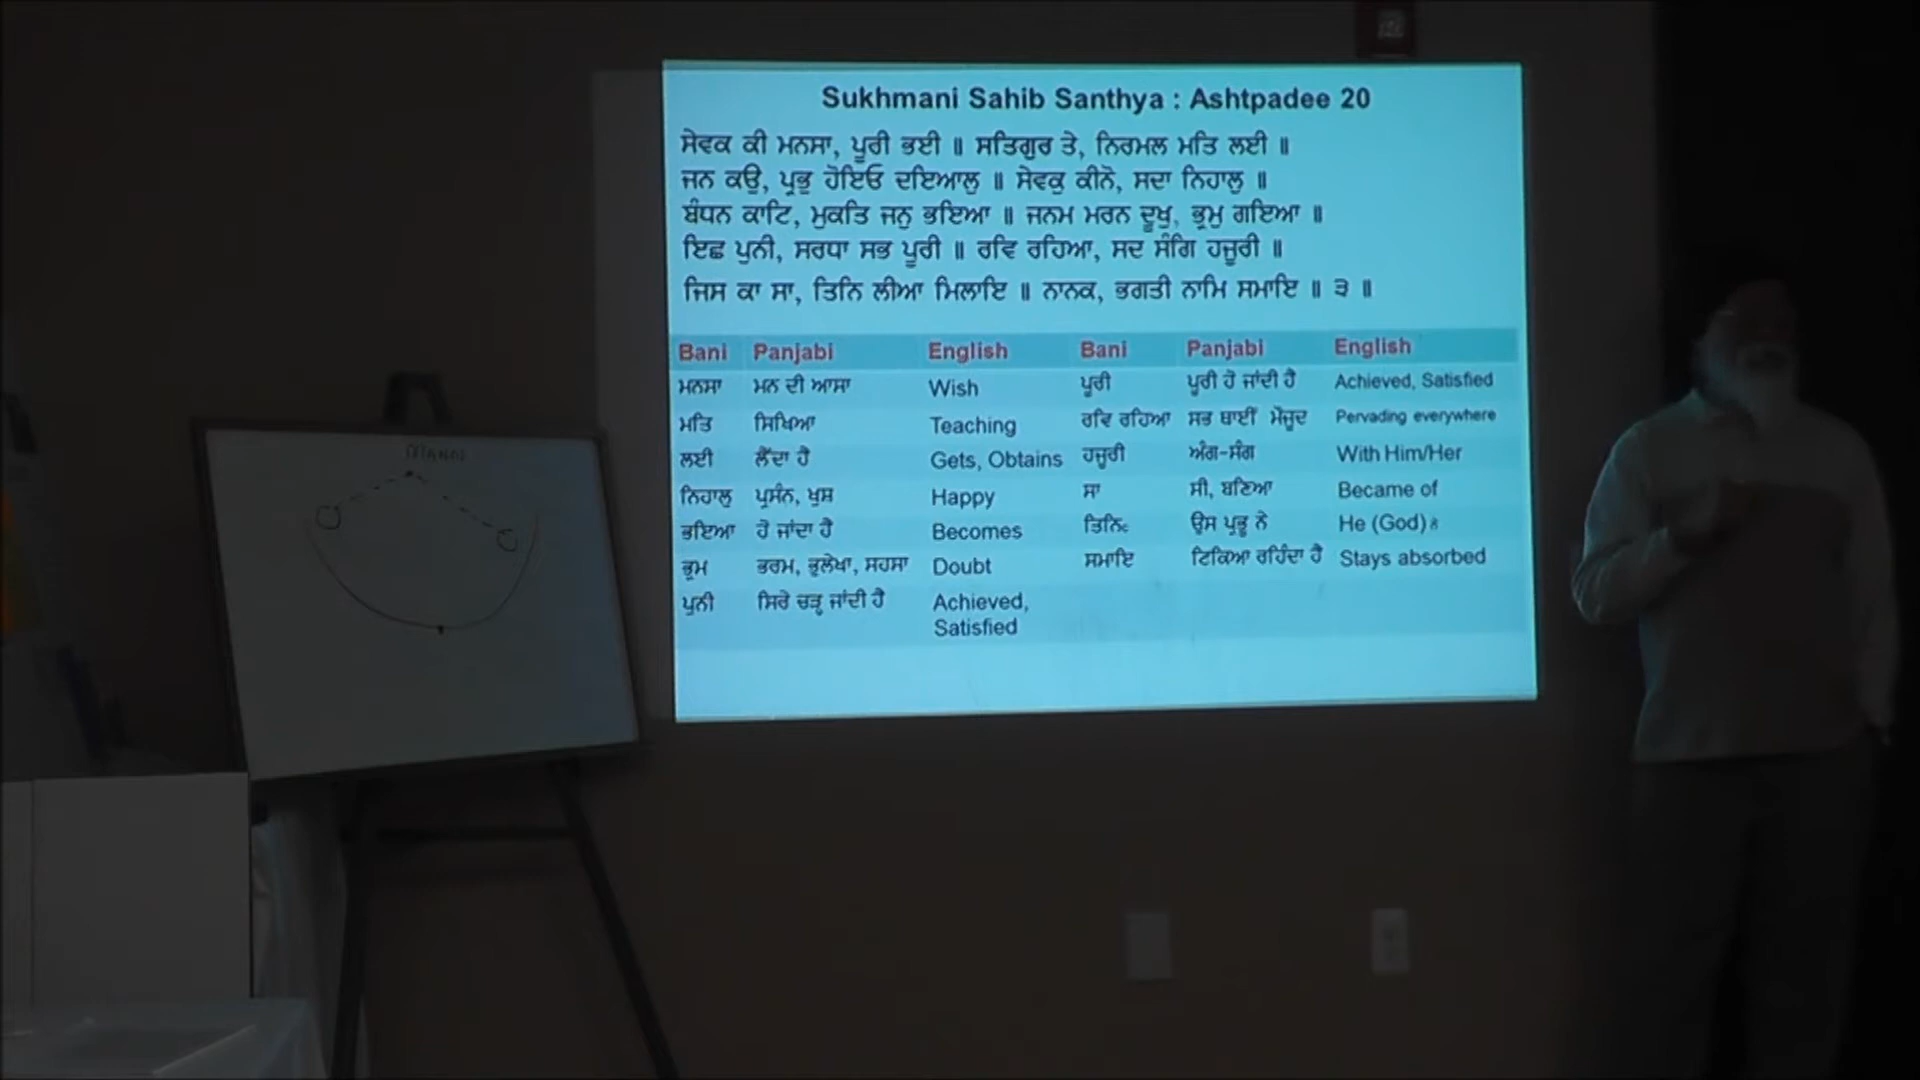 Sukhmani Sahib Santhya : Ashtpadee 20
ਸੇਵਕ ਕੀ ਮਨਸਾ, ਪੂਰੀ ਭਈ ॥ ਸਤਿਗੁਰ ਤੇ, ਨਿਰਮਲ ਮਤਿ ਲਈ ॥
ਜਨ ਕਉ, ਪ੍ਰਭੁ ਹੋਇਓ ਦਇਆਲੁ ॥ ਸੇਵਕੁ ਕੀਨੋ, ਸਦਾ ਨਿਹਾਲੁ ॥
ਬੰਧਨ ਕਾਟਿ, ਮੁਕਤਿ ਜਨੁ ਭਇਆ ॥ ਜਨਮ ਮਰਨ ਦੂਖੁ, ਭ੍ਰਮੁ ਗਇਆ ॥
ਇਛ ਪੁਨੀ, ਸਰਧਾ ਸਭ ਪੂਰੀ ॥ ਰਵਿ ਰਹਿਆ, ਸਦ ਸੰਗਿ ਹਜੂਰੀ ॥
ਜਿਸ ਕਾ ਸਾ, ਤਿਨਿ ਲੀਆ ਮਿਲਾਇ ॥ ਨਾਨਕ, ਭਗਤੀ ਨਾਮਿ ਸਮਾਇ ॥ ੩ ॥
Bani Panjabi English Bani Panjabi English
ਮਨਸਾ ਮਨ ਦੀ ਆਸਾ Wish ਪੂਰੀ ਪੂਰੀ ਹੋ ਜਾਂਦੀ ਹੈ Achieved, Satisfied
ਮਤਿ ਸਿਖਿਆ Teaching ਰਵਿ ਰਹਿਆ ਸਭ ਥਾਈਂ ਮੌਜੂਦ Pervading everywhere
ਲਈ ਲੈਂਦਾ ਹੈ Gets, Obtains ਹਜੂਰੀ ਅੰਗ-ਸੰਗ With Him/Her
ਨਿਹਾਲੁ ਪ੍ਰਸੰਨ, ਖੁਸ਼ Happy ਸਾ ਸੀ, ਬਣਿਆ Became of
ਭਇਆ ਹੋ ਜਾਂਦਾ ਹੈ Becomes ਤਿਨਿ ਉਸ ਪ੍ਰਭੂ ਨੇ He (God)
ਭ੍ਰਮ ਭਰਮ, ਭੁਲੇਖਾ, ਸਹਸਾ Doubt ਸਮਾਇ ਟਿਕਿਆ ਰਹਿੰਦਾ ਹੈ Stays absorbed
ਪੁਨੀ ਸਿਰੇ ਚੜ੍ਹ ਜਾਂਦੀ ਹੈ Achieved,
Satisfied